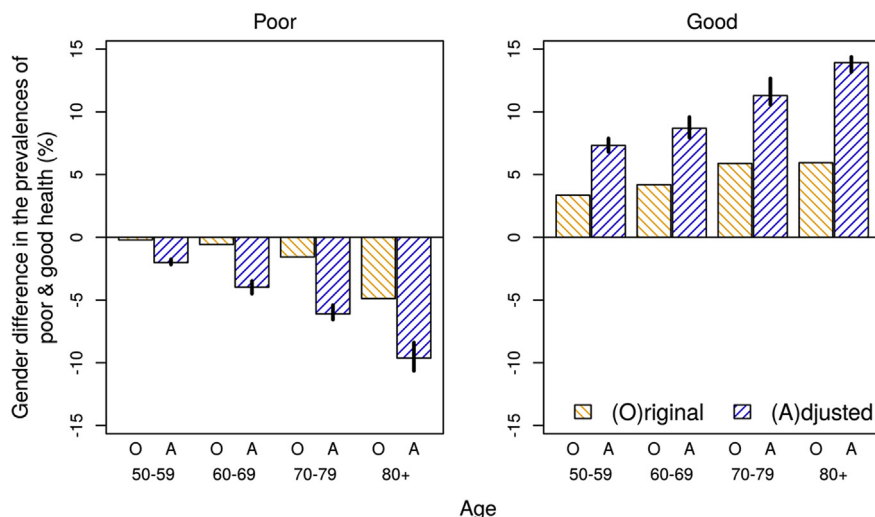 Poor
Good
Gender difference in the prevalences of
poor & good health (%)
15
10
5
0
-5
-10
-15
15
10
5
0
-5
-10
-15
(O)riginal (A)djusted
O A O A O A O A
50-59 60-69 70-79 80+
O A O A O A O A
50-59 60-69 70-79 80+
Age